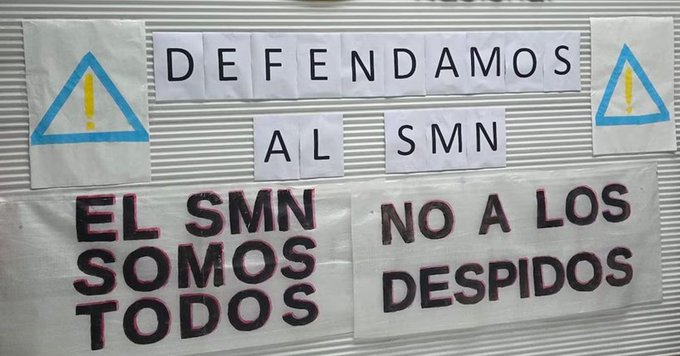 DEFENDAMOS
AL SMN
EL SMN
SOMOS
TODOS
NO A LOS
DESPIDOS